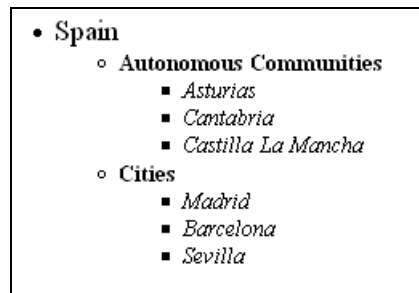 Spain
Autonomous Communities
Asturias
Cantabria
Castilla La Mancha
Cities
Madrid
Barcelona
Sevilla